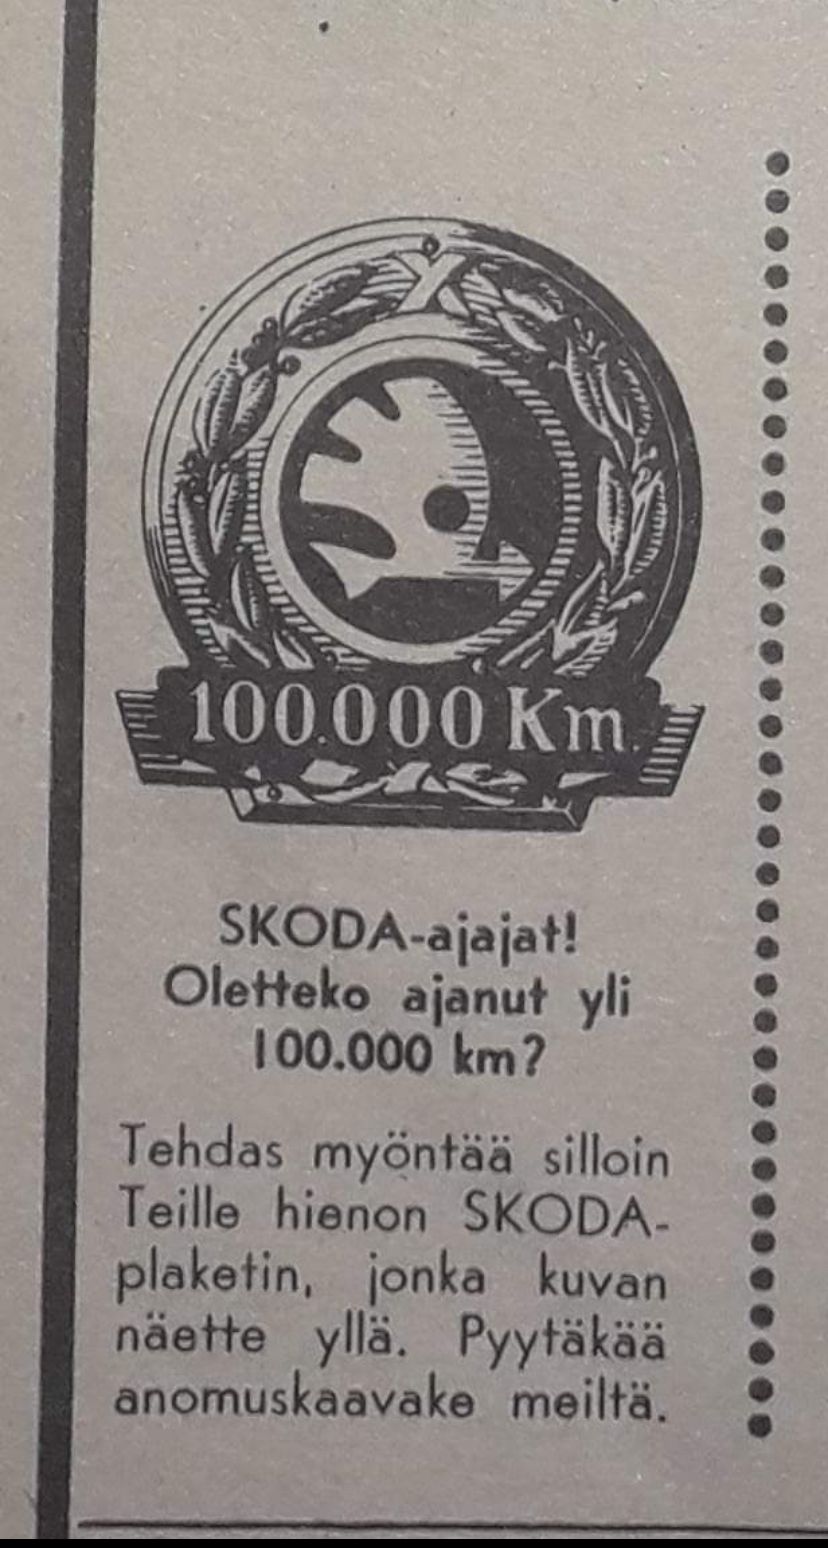 100.000 Km.
SKODA-ajajat!
Oletteko ajanut yli
100.000 km?
Tehdas myöntää silloin
Teille hienon SKODA-
plaketin, jonka kuvan
näette yllä. Pyytäkää
anomuskaavake meiltä.